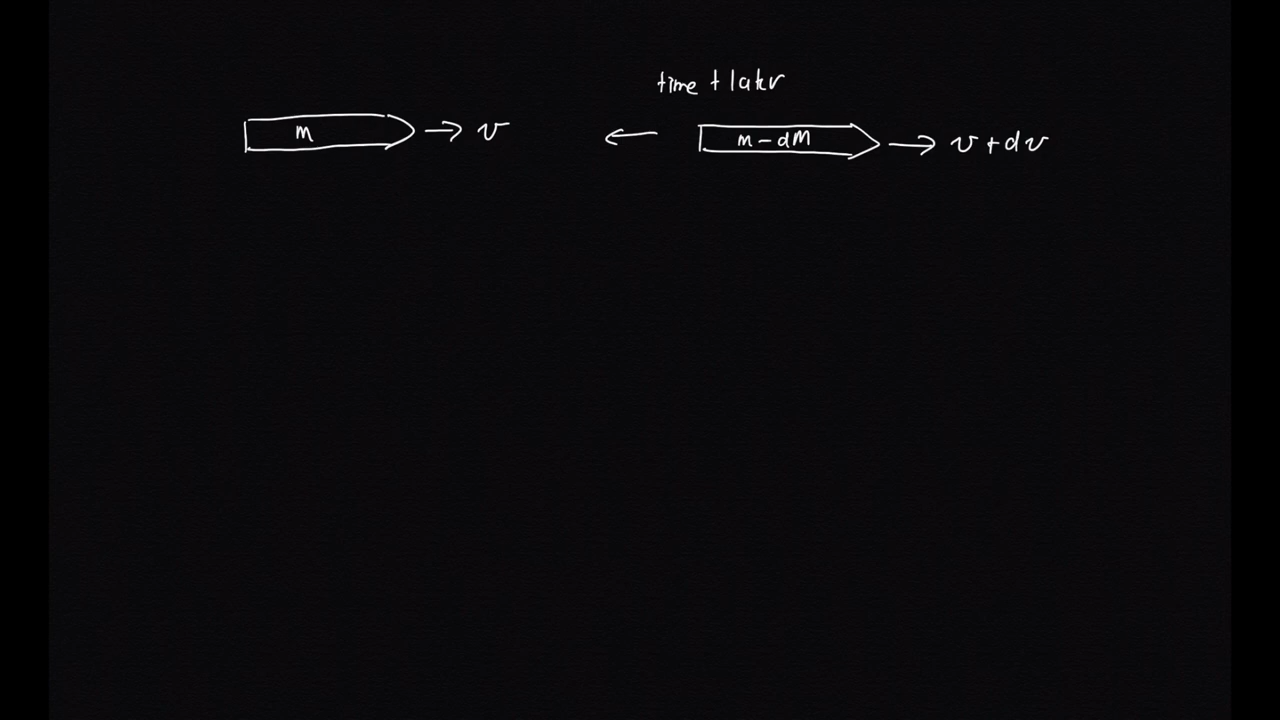 time t later
m → v
← m-dM → v+dv